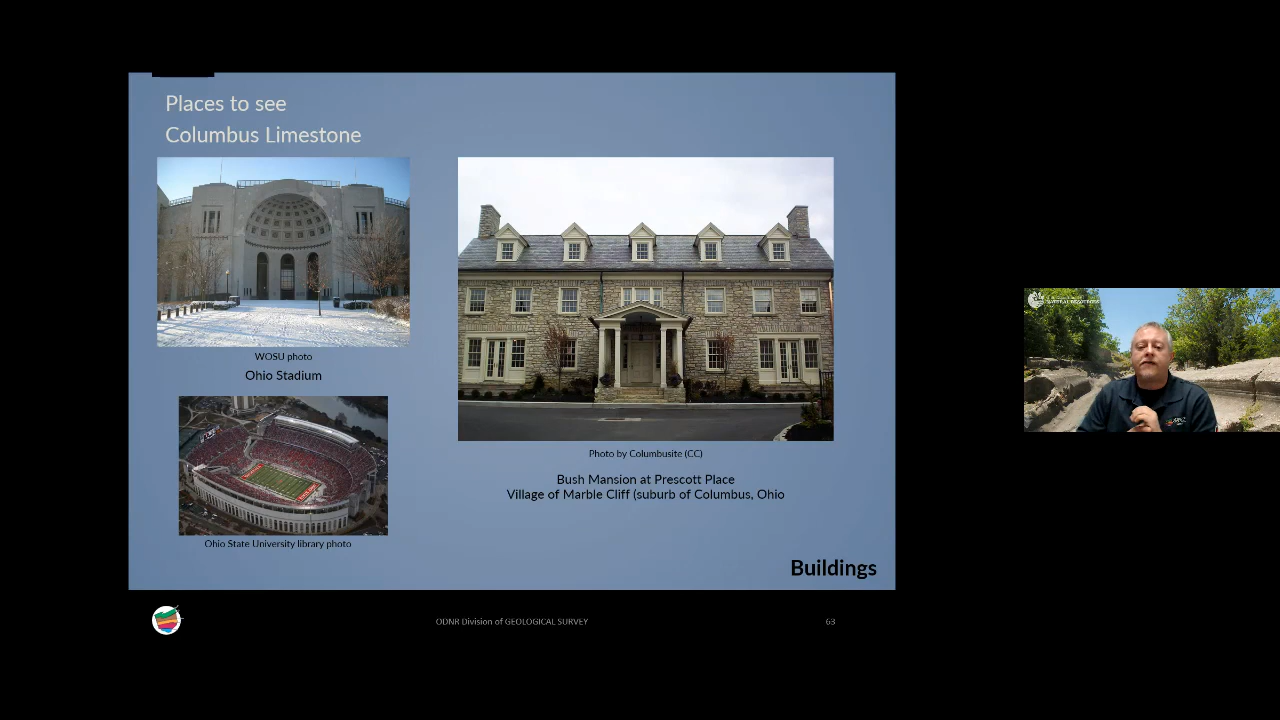 Places to see
Columbus Limestone
WOSU photo
Ohio Stadium
Ohio State University library photo
Photo by Columbusite (CC)
Bush Mansion at Prescott Place
Village of Marble Cliff (suburb of Columbus, Ohio
Buildings
ODNR Division of GEOLOGICAL SURVEY
63